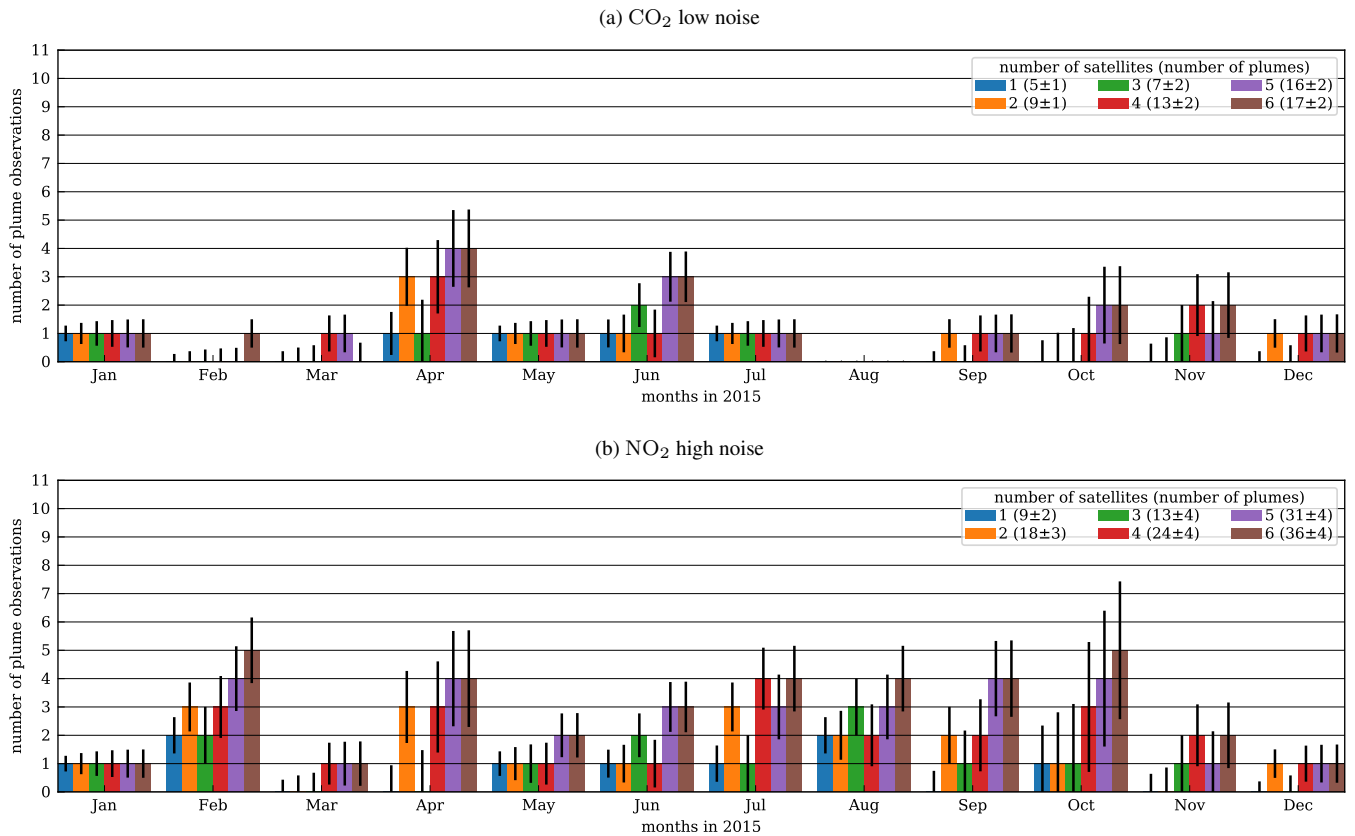 (a) CO2 low noise
number of plume observations
11
10
9
8
7
6
5
4
3
2
1
0
number of satellites (number of plumes)
1 (5±1) 3 (7±2) 5 (16±2)
2 (9±1) 4 (13±2) 6 (17±2)
Jan Feb Mar Apr May Jun Jul Aug Sep Oct Nov Dec
months in 2015
(b) NO2 high noise
number of plume observations
11
10
9
8
7
6
5
4
3
2
1
0
number of satellites (number of plumes)
1 (9±2) 3 (13±4) 5 (31±4)
2 (18±3) 4 (24±4) 6 (36±4)
Jan Feb Mar Apr May Jun Jul Aug Sep Oct Nov Dec
months in 2015